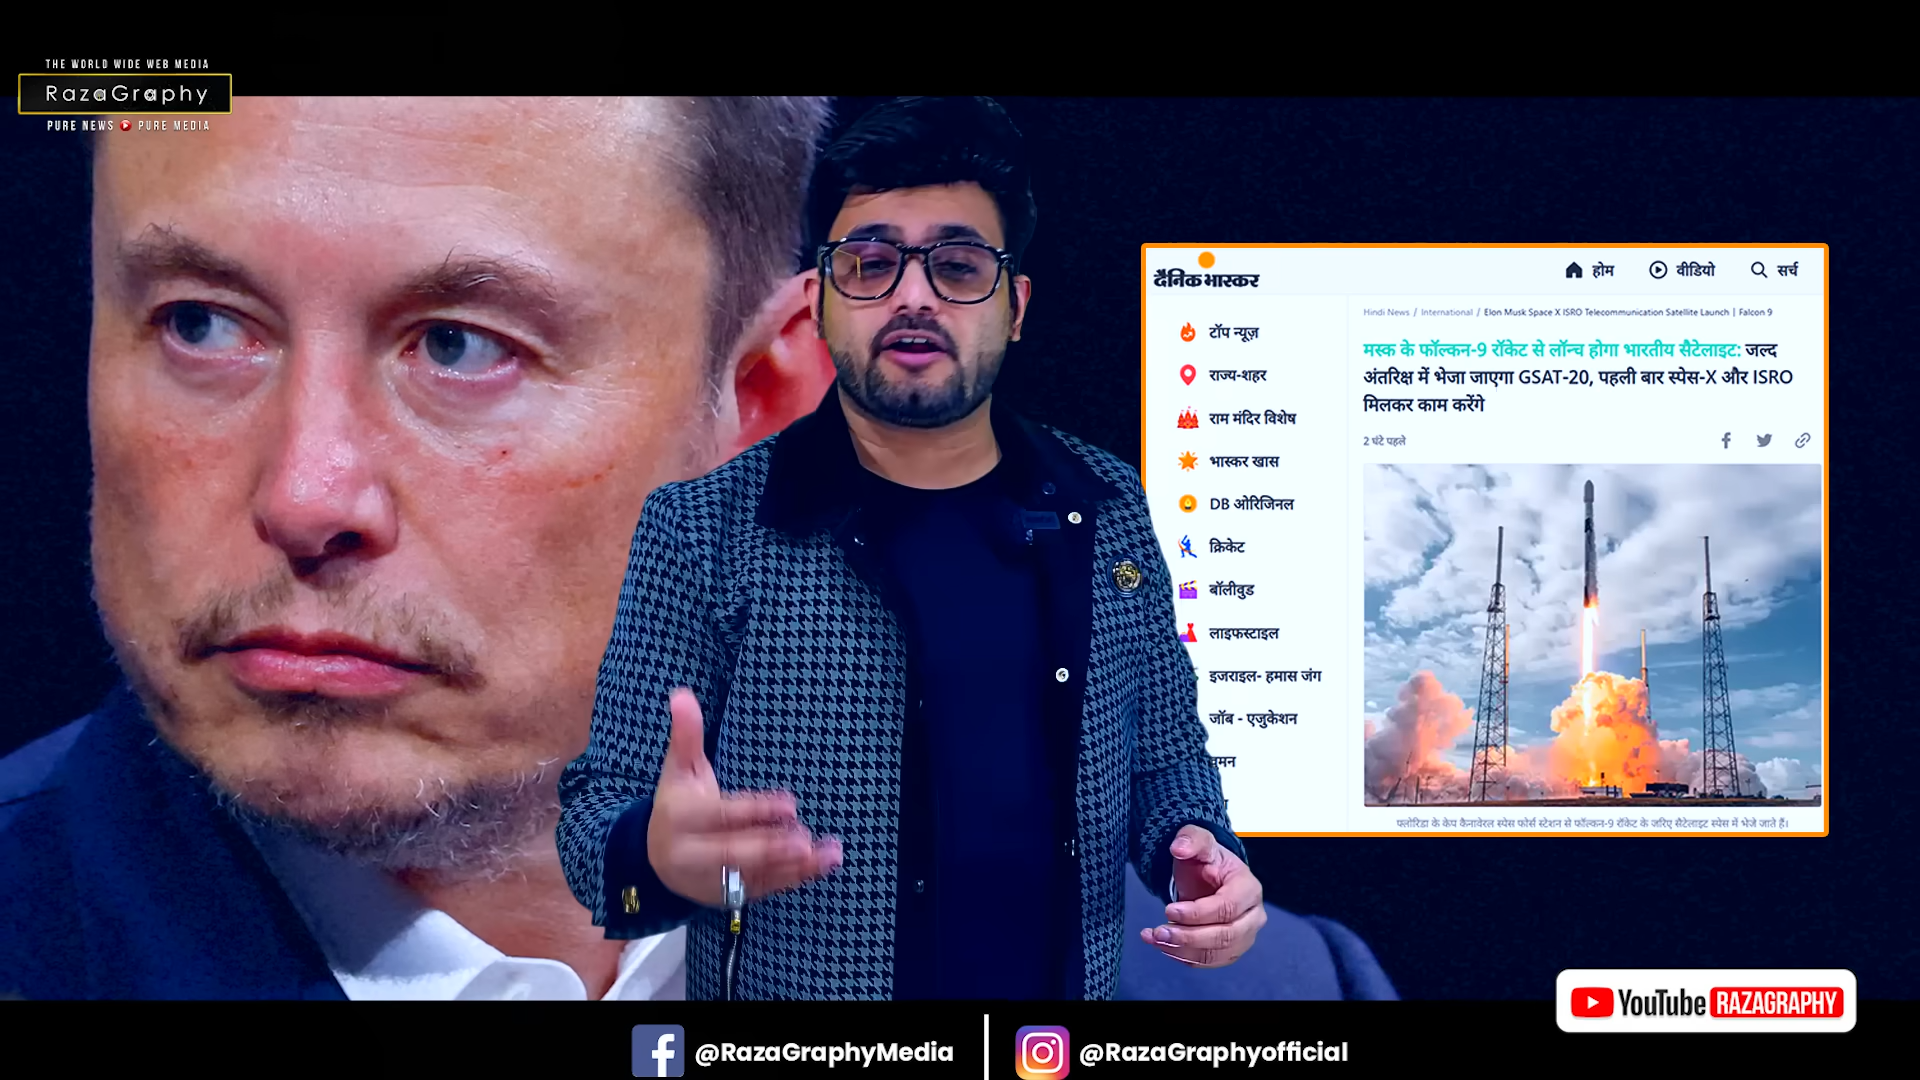 THE WORLD WIDE WEB MEDIA
RazaGraphy
PURE NEWS PURE MEDIA
दैनिक भास्कर
होम
वीडियो
सर्च
टॉप न्यूज़
राज्य-शहर
राम मंदिर विशेष
भास्कर खास
DB ओरिजिनल
क्रिकेट
बॉलीवुड
लाइफस्टाइल
इजराइल- हमास जंग
जॉब - एजुकेशन
Hindi News / International / Elon Musk Space X ISRO Telecommunication Satellite Launch | Falcon 9
मस्क के फॉल्कन-9 रॉकेट से लॉन्च होगा भारतीय सैटेलाइट: जल्द
अंतरिक्ष में भेजा जाएगा GSAT-20, पहली बार स्पेस-X और ISRO
मिलकर काम करेंगे
2 घंटे पहले
फ्लोरिडा के केप कैनावेरल स्पेस फोर्स स्टेशन से फॉल्कन-9 रॉकेट के जरिए सैटेलाइट स्पेस में भेजे जाते हैं।
YouTube RAZAGRAPHY
@RazaGraphyMedia
@RazaGraphyofficial